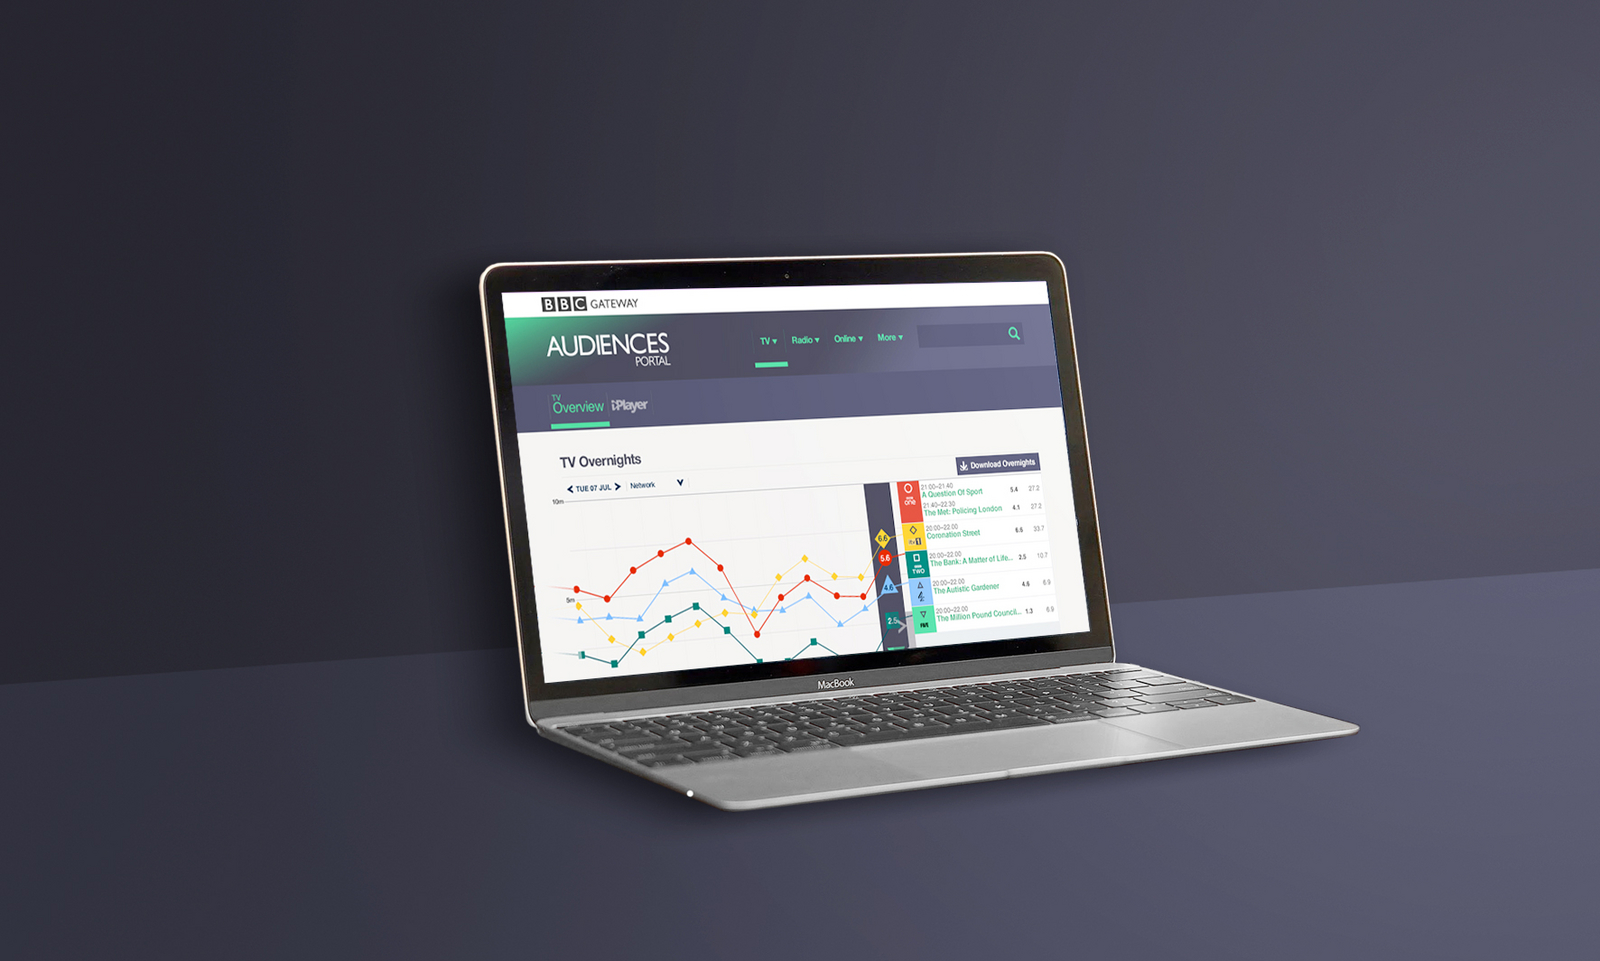 BBC GATEWAY
AUDIENCES
PORTAL
TV ▾ Radio ▾ Online ▾ More ▾
TV
Overview iPlayer
TV Overnights
Download Overnights
TUE 07 JUL Network
10m
5m
6.6
5.6
4.6
2.5
one
21:00–21:40
A Question Of Sport 5.4 27.2
21:40–22:30
The Met: Policing London 4.1 27.2
20:00–22:00
Coronation Street 6.6 33.7
TWO
20:00–22:00
The Bank: A Matter of Life... 2.5 10.7
4
20:00–22:00
The Autistic Gardener 4.6 6.9
FIVE
20:00–22:00
The Million Pound Council... 1.3 6.9
MacBook